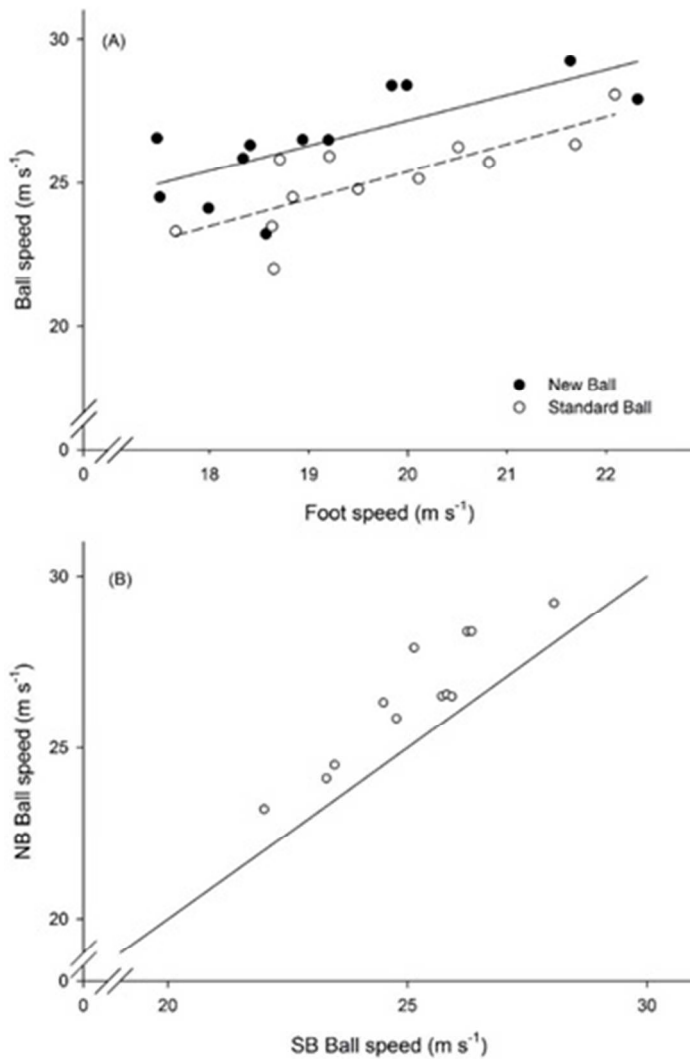 (A)
30
25
20
0
Ball speed (m s⁻¹)
New Ball
Standard Ball
0 18 19 20 21 22
Foot speed (m s⁻¹)
(B)
30
25
20
0
NB Ball speed (m s⁻¹)
0 20 25 30
SB Ball speed (m s⁻¹)